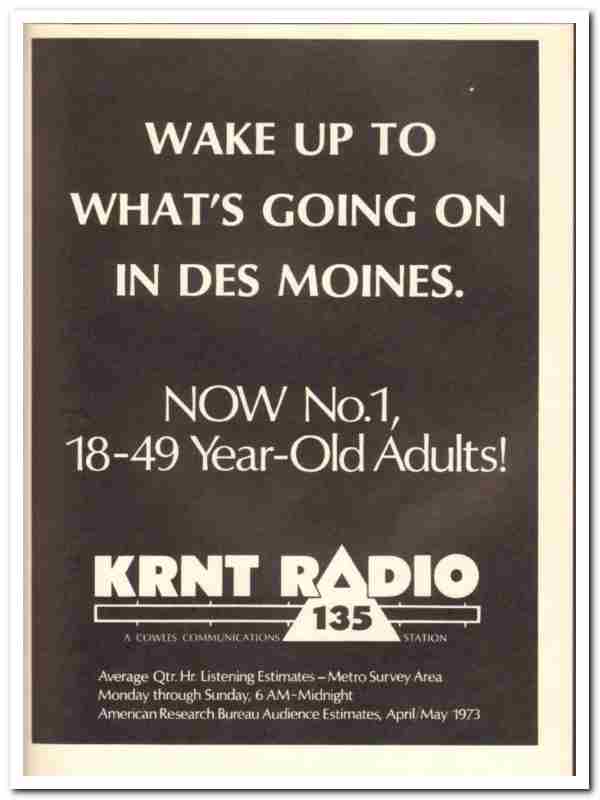 WAKE UP TO
WHAT'S GOING ON
IN DES MOINES.
NOW No.1,
18-49 Year-Old Adults!
KRNT RADIO
135
A COWLES COMMUNICATIONS STATION
Average Qtr. Hr. Listening Estimates – Metro Survey Area
Monday through Sunday, 6 AM-Midnight
American Research Bureau Audience Estimates, April/May 1973